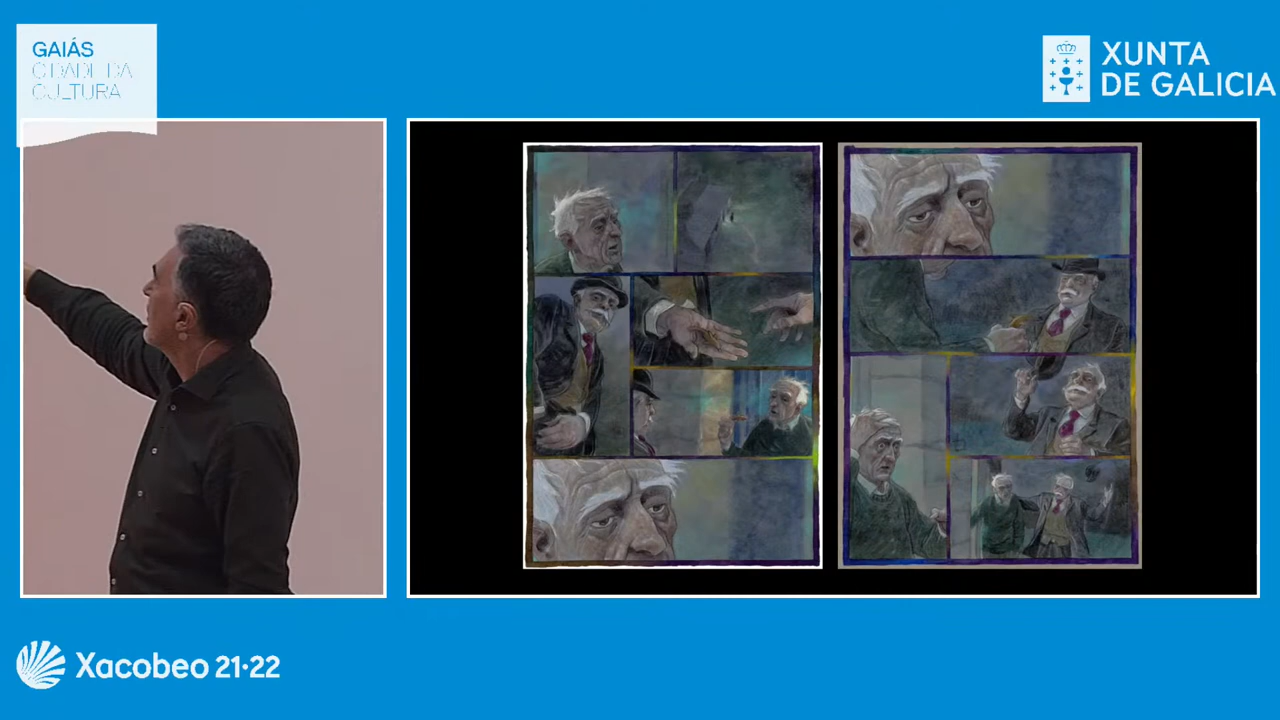 GAIÁS
CIDADE DA
CULTURA
XUNTA
DE GALICIA
Xacobeo 21·22